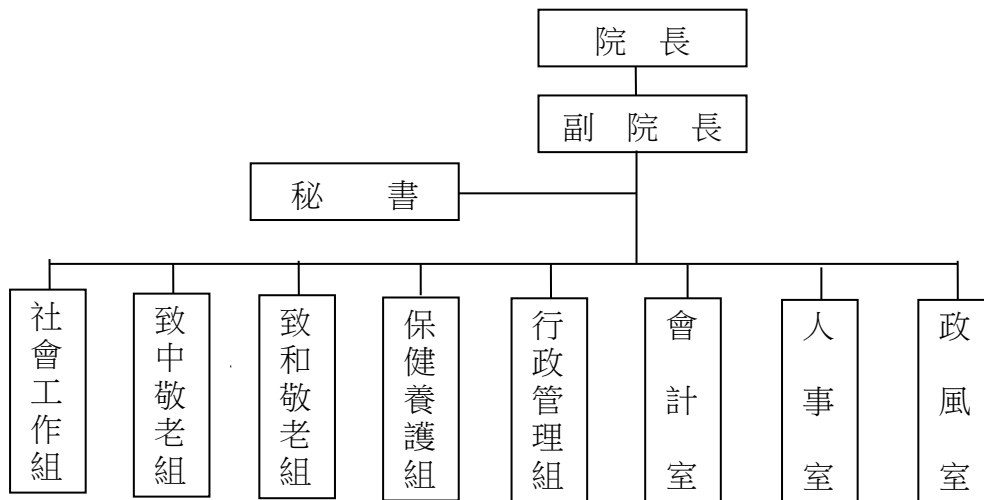 院　長
副　院　長
秘　　書
社會工作組
致中敬老組
致和敬老組
保健養護組
行政管理組
會計室
人事室
政風室